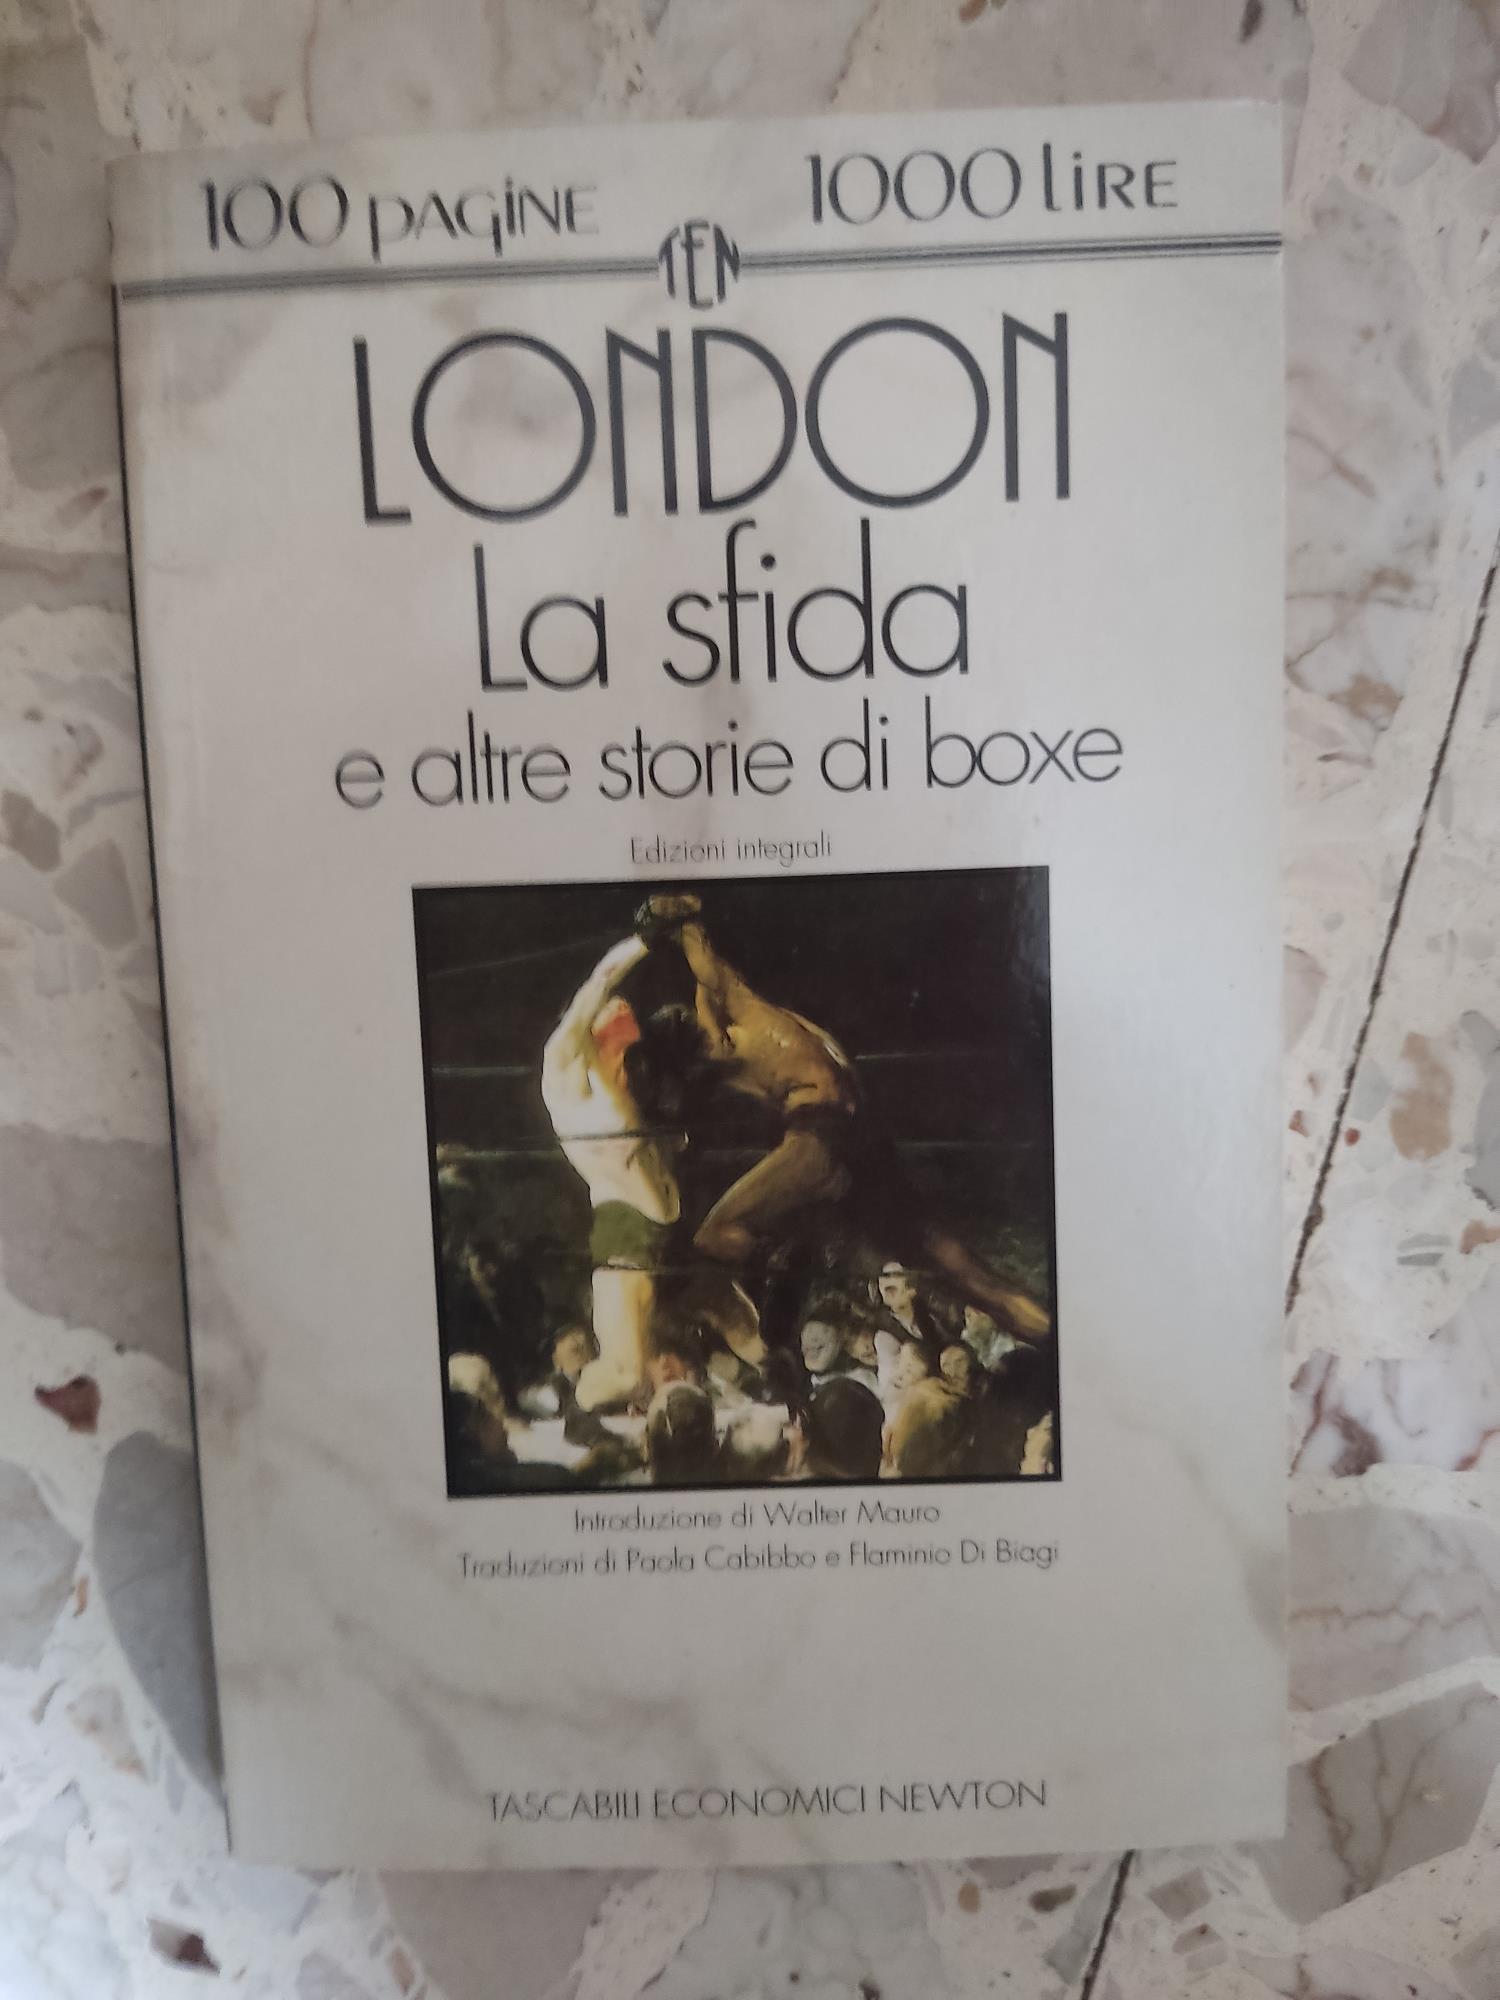 100 PAGINE 1000 LIRE
TEN
LONDON
La sfida
e altre storie di boxe
Edizioni integrali
Introduzione di Walter Mauro
Traduzioni di Paola Cabibbo e Flaminio Di Biagi
TASCABILI ECONOMICI NEWTON